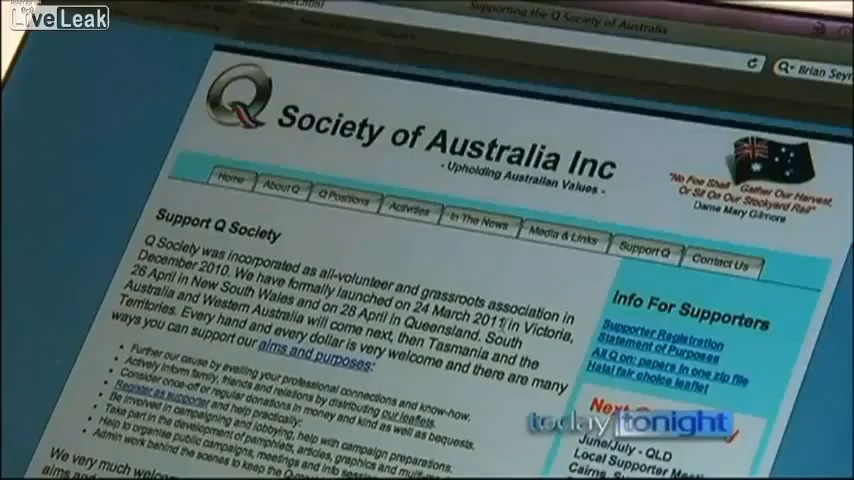 LiveLeak
Supporting the Q Society of Australia
Brian Seym
Q Society of Australia Inc
- Upholding Australian Values -
"No Foe Shall Gather Our Harvest,
Or Sit On Our Stockyard Rail"
Dame Mary Gilmore
Home About Q Q Positions Activities In The News Media & Links Support Q Contact Us
Support Q Society
Q Society was incorporated as all-volunteer and grassroots association in
December 2010. We have formally launched on 24 March 2011 in Victoria,
26 April in New South Wales and on 28 April in Queensland. South
Australia and Western Australia will come next, then Tasmania and the
Territories. Every hand and every dollar is very welcome and there are many
ways you can support our aims and purposes:
Further our cause by availing your professional connections and know-how.
Actively inform family, friends and relations by distributing our leaflets.
Consider once-off or regular donations in money and kind as well as bequests.
Register as supporter and help practically:
Be involved in campaigning and lobbying, help with campaign preparations.
Take part in the development of pamphlets, articles, graphics and
Help to organise public campaigns, meetings and info
Admin work behind the scenes to keep the
We very much
aims and
Info For Supporters
Supporter Registration
Statement of Purposes
All Q on: papers in one zip file
Halal fair choice leaflet
Next
today tonight
June/July - QLD
Local Supporter
Cairns